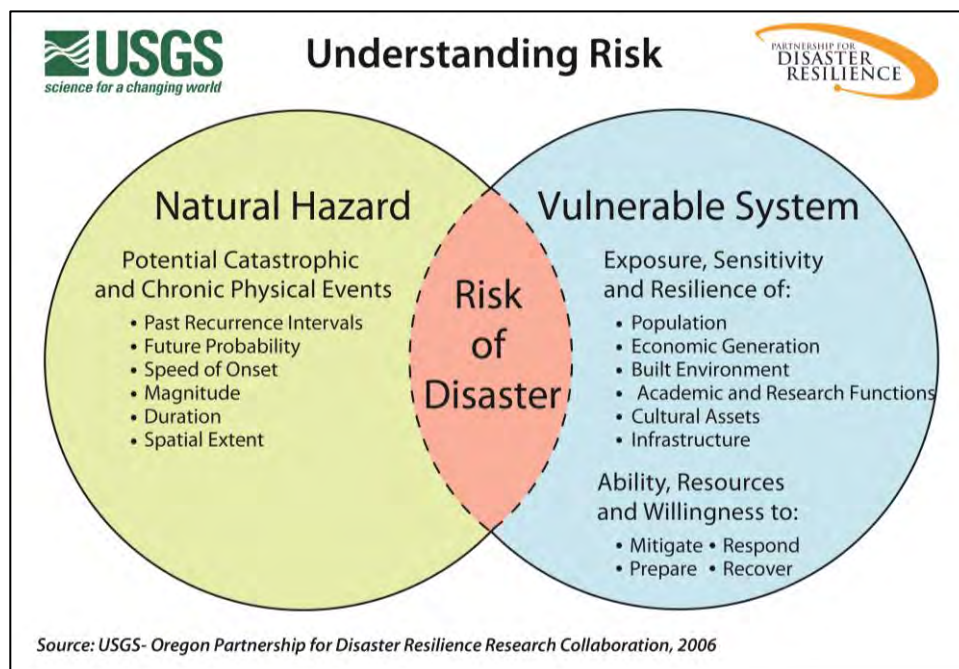 USGS
science for a changing world
Understanding Risk
PARTNERSHIP FOR
DISASTER
RESILIENCE
Natural Hazard
Potential Catastrophic
and Chronic Physical Events
• Past Recurrence Intervals
• Future Probability
• Speed of Onset
• Magnitude
• Duration
• Spatial Extent
Risk
of
Disaster
Vulnerable System
Exposure, Sensitivity
and Resilience of:
• Population
• Economic Generation
• Built Environment
• Academic and Research Functions
• Cultural Assets
• Infrastructure
Ability, Resources
and Willingness to:
• Mitigate • Respond
• Prepare • Recover
Source: USGS- Oregon Partnership for Disaster Resilience Research Collaboration, 2006